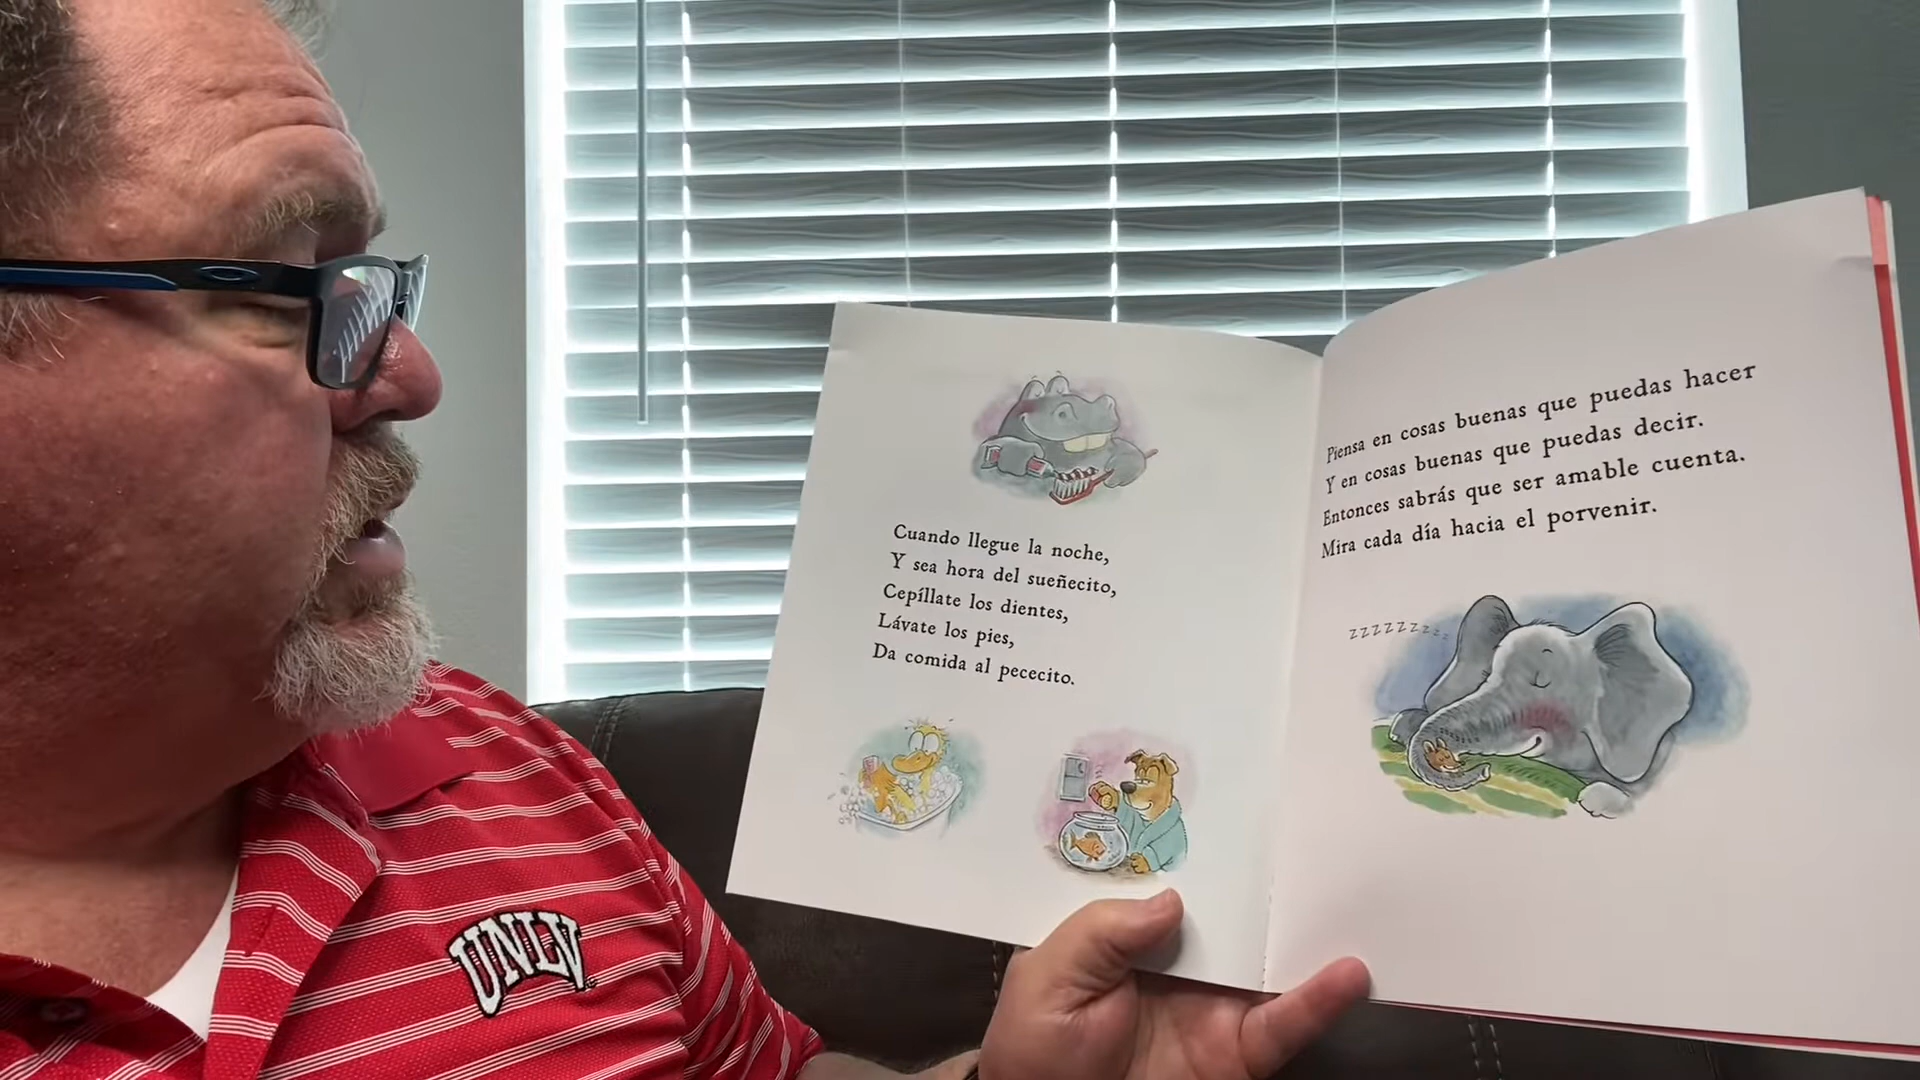 Cuando llegue la noche,
Y sea hora del sueñecito,
Cepíllate los dientes,
Lávate los pies,
Da comida al pececito.
Piensa en cosas buenas que puedas hacer
Y en cosas buenas que puedas decir.
Entonces sabrás que ser amable cuenta.
Mira cada día hacia el porvenir.
zzzzzzzzz
UNLV